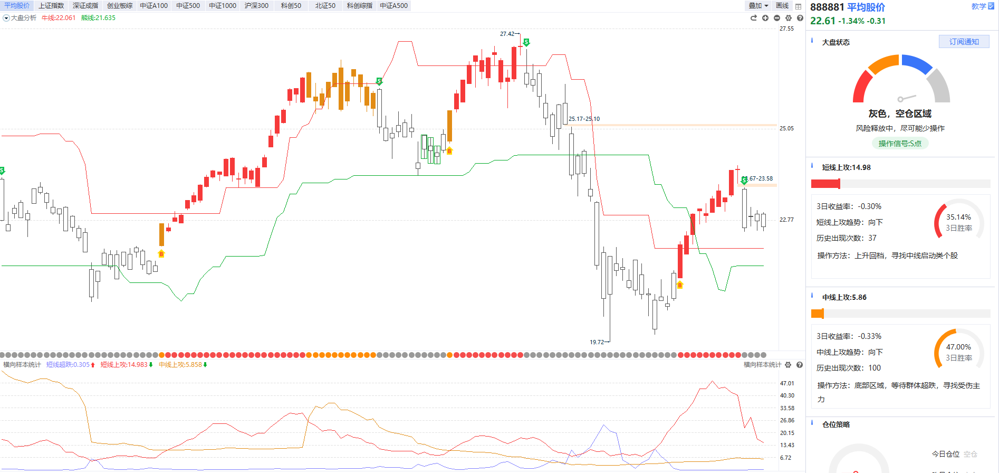 平均股价 上证指数 深证成指 创业板综 中证A100 中证500 中证1000 沪深300 科创50 北证50 科创综指 中证A500 叠加 画线
大盘分析 牛线:22.061 熊线:21.635
27.55
27.42
S
S
25.17-25.10
25.05
B
S
.67-23.58
S
22.77
B
B
19.72
横向样本统计 短线超跌:0.305 短线上攻:14.983 中线上攻:5.858
横向样本统计
47.01
40.30
33.58
26.86
20.15
13.43
6.72
888881 平均股价 教学
22.61 -1.34% -0.31
大盘状态 订阅通知
灰色，空仓区域
风险释放中，尽可能少操作
操作信号:S点
短线上攻:14.98
3日收益率：-0.30%
短线上攻趋势：向下
历史出现次数：37
35.14%
3日胜率
操作方法：上升回档，寻找中线启动类个股
中线上攻:5.86
3日收益率：-0.33%
中线上攻趋势：向下
历史出现次数：100
47.00%
3日胜率
操作方法：底部区域，等待群体超跌，寻找受伤主
力
仓位策略
今日仓位 空仓